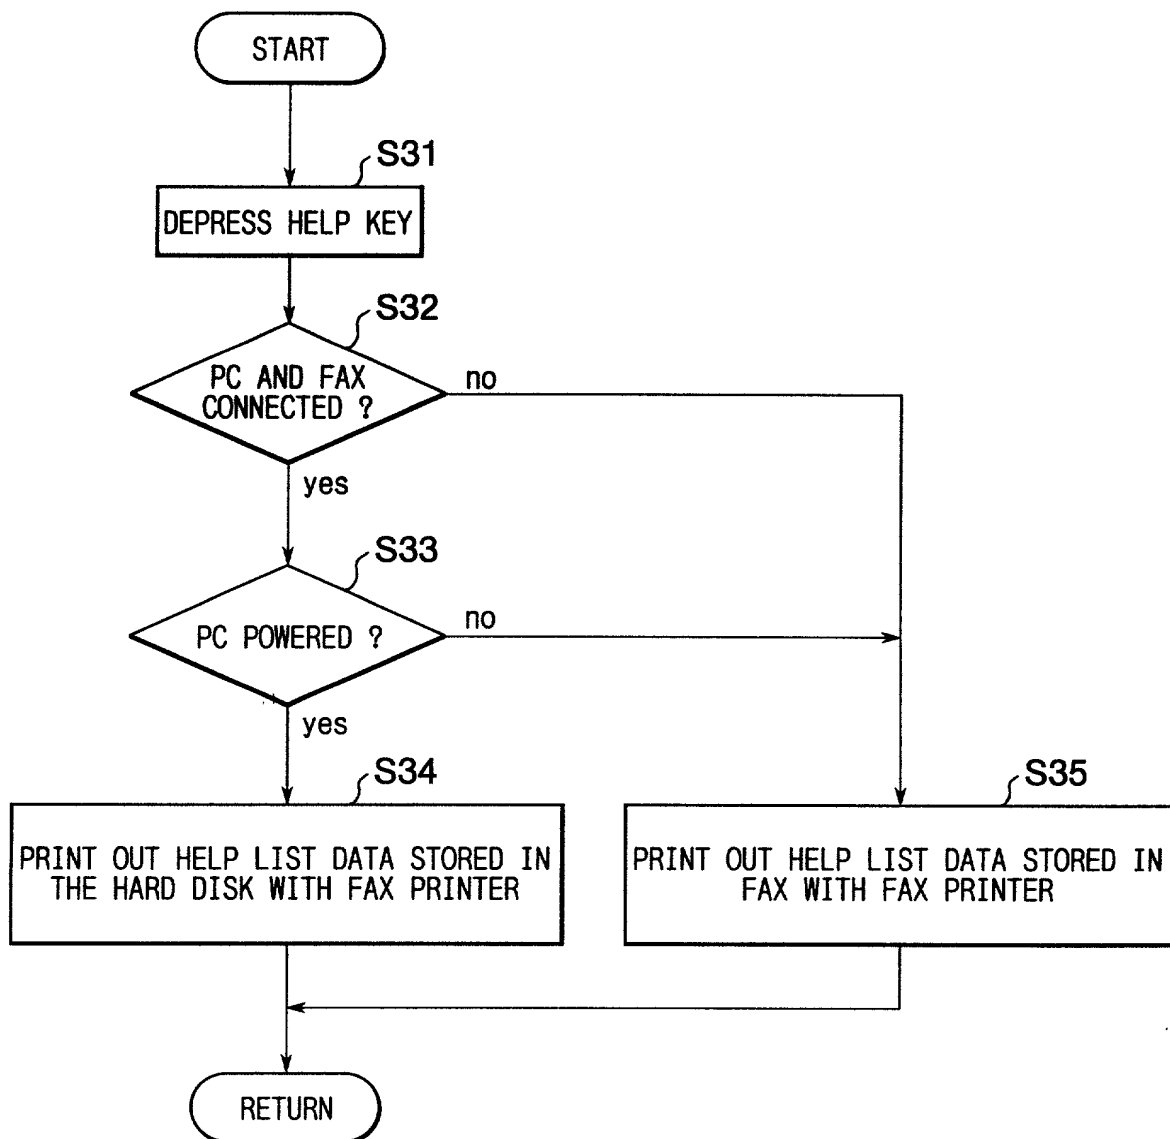 START
S31
DEPRESS HELP KEY
S32
PC AND FAX
CONNECTED ?
no
yes
S33
PC POWERED ?
no
yes
S34
PRINT OUT HELP LIST DATA STORED IN
THE HARD DISK WITH FAX PRINTER
S35
PRINT OUT HELP LIST DATA STORED IN
FAX WITH FAX PRINTER
RETURN